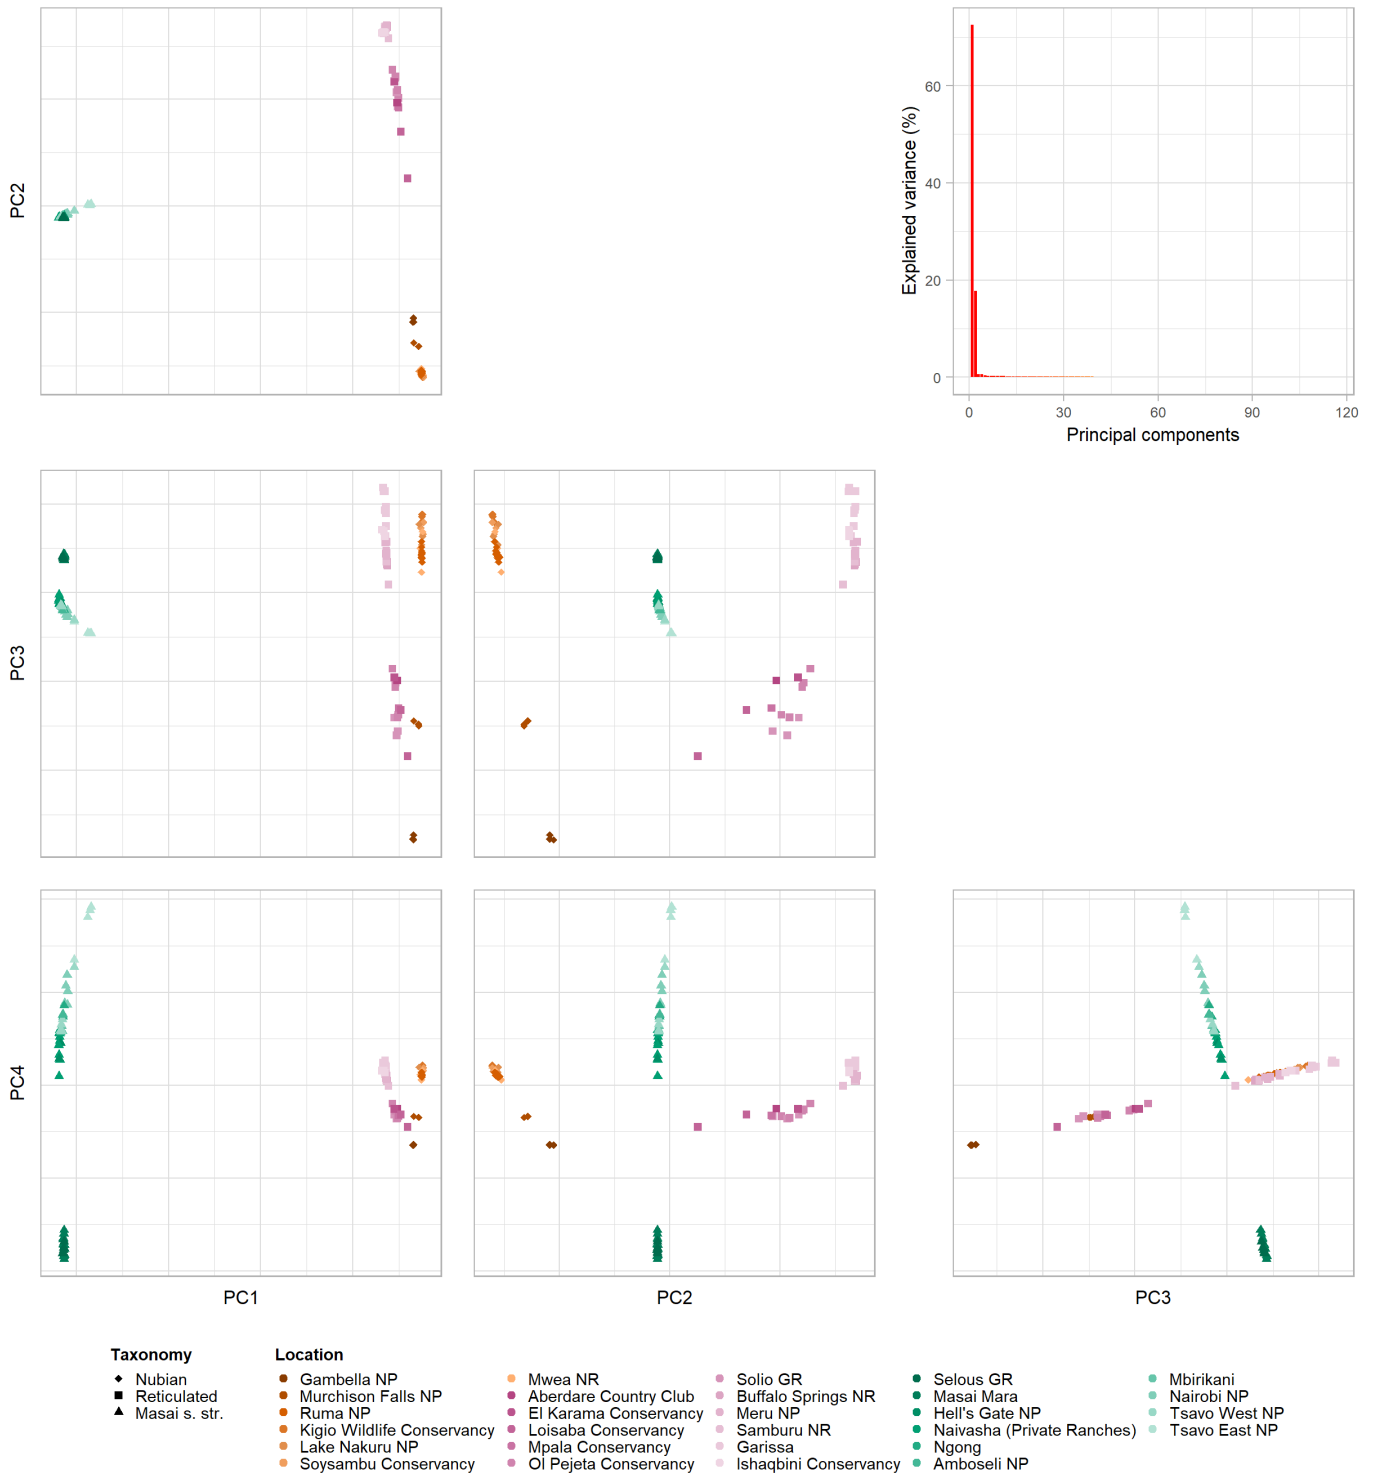 PC2
Explained variance (%)
60
40
20
0
0 30 60 90 120
Principal components
PC3
PC4
PC1 PC2 PC3
Taxonomy
Nubian
Reticulated
Masai s. str.
Location
Gambella NP
Murchison Falls NP
Ruma NP
Kigio Wildlife Conservancy
Lake Nakuru NP
Soysambu Conservancy
Mwea NR
Aberdare Country Club
El Karama Conservancy
Loisaba Conservancy
Mpala Conservancy
Ol Pejeta Conservancy
Solio GR
Buffalo Springs NR
Meru NP
Samburu NR
Garissa
Ishaqbini Conservancy
Selous GR
Masai Mara
Hell's Gate NP
Naivasha (Private Ranches)
Ngong
Amboseli NP
Mbirikani
Nairobi NP
Tsavo West NP
Tsavo East NP